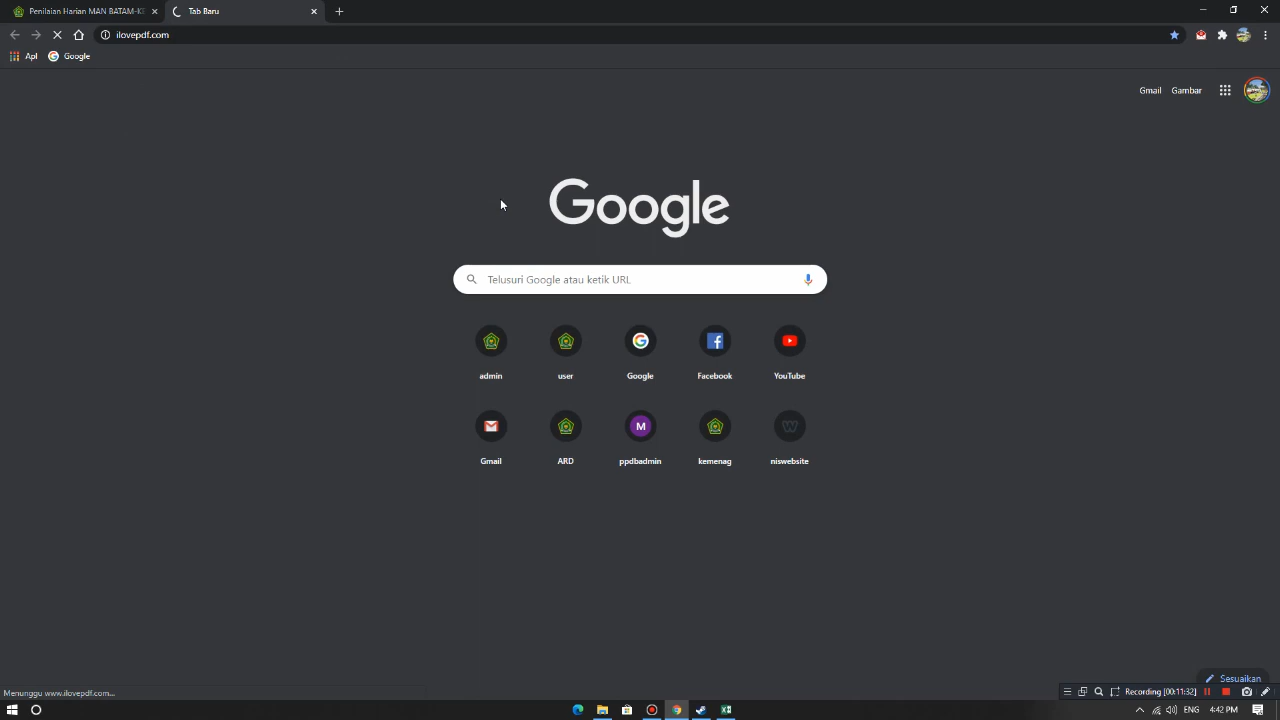 Penilaian Harian MAN BATAM-KE
Tab Baru
ilovepdf.com
Apl
Google
Gmail
Gambar
Google
Telusuri Google atau ketik URL
admin
user
Google
Facebook
YouTube
M
W
Gmail
ARD
ppdbadmin
kemenag
niswebsite
Sesuaikan
Menunggu www.ilovepdf.com...
Recording [00:11:32]
ENG
4:42 PM